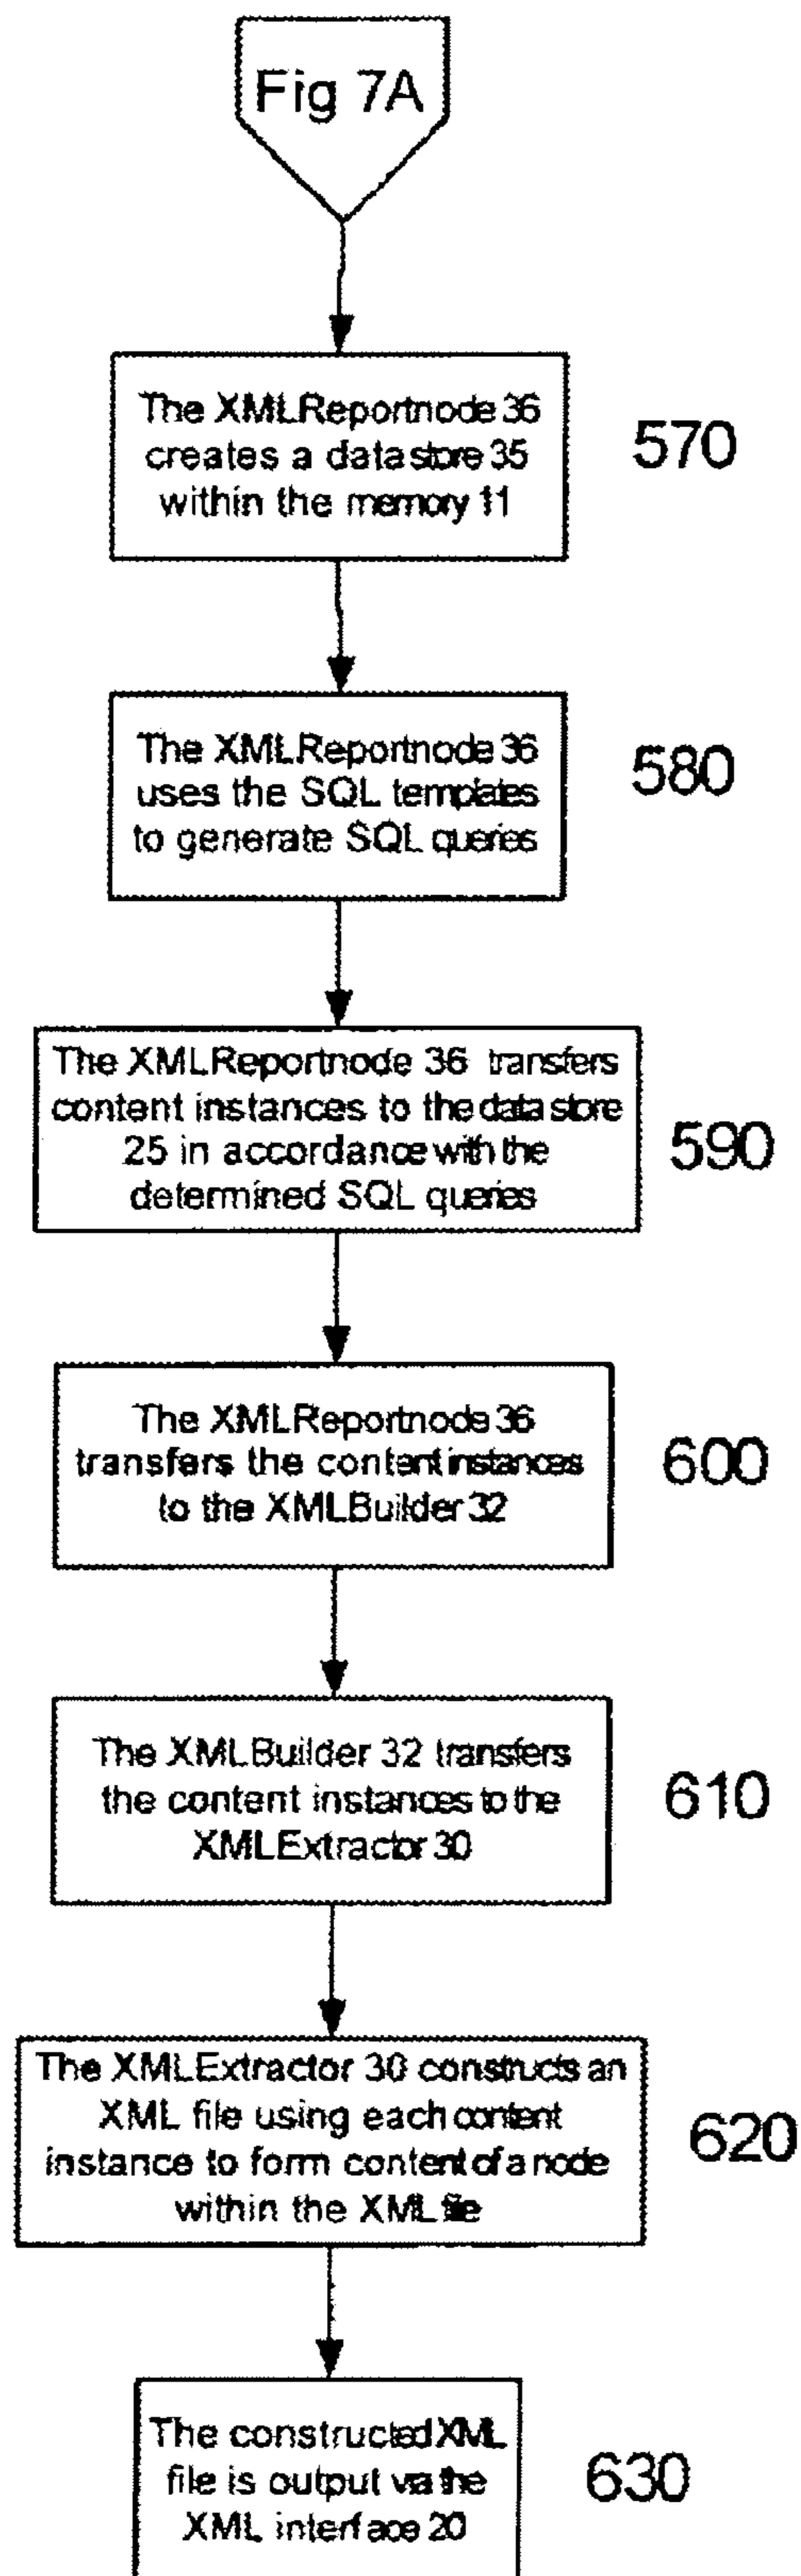 Fig 7A
The XMLReportnode 36
creates a data store 35
within the memory 11
570
The XMLReportnode 36
uses the SQL templates
to generate SQL queries
580
The XMLReportnode 36 transfers
content instances to the data store
25 in accordance with the
determined SQL queries
590
The XMLReportnode 36
transfers the content instances
to the XMLBuilder 32
600
The XMLBuilder 32 transfers
the content instances to the
XMLExtractor 30
610
The XMLExtractor 30 constructs an
XML file using each content
instance to form content of a node
within the XML file
620
The constructed XML
file is output via the
XML interface 20
630